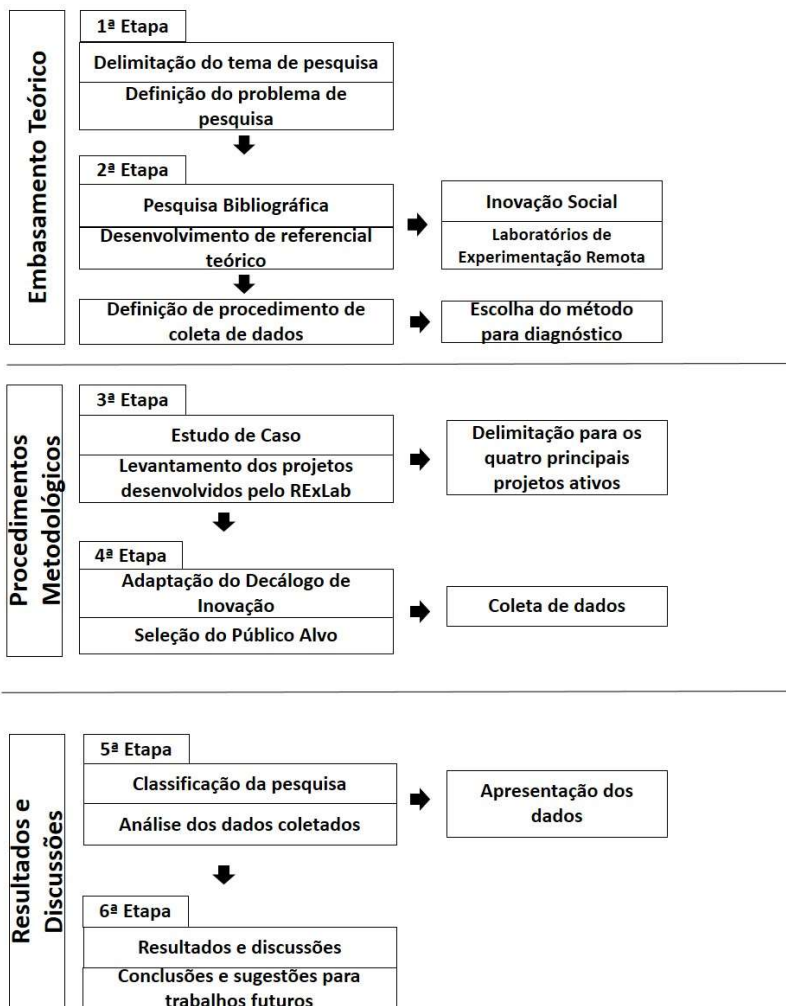 Embasamento Teórico
1ª Etapa
Delimitação do tema de pesquisa
Definição do problema de
pesquisa
2ª Etapa
Pesquisa Bibliográfica
Desenvolvimento de referencial
teórico
Inovação Social
Laboratórios de
Experimentação Remota
Definição de procedimento de
coleta de dados
Escolha do método
para diagnóstico
Procedimentos
Metodológicos
3ª Etapa
Estudo de Caso
Levantamento dos projetos
desenvolvidos pelo RExLab
Delimitação para os
quatro principais
projetos ativos
4ª Etapa
Adaptação do Decálogo de
Inovação
Seleção do Público Alvo
Coleta de dados
Resultados e
Discussões
5ª Etapa
Classificação da pesquisa
Análise dos dados coletados
Apresentação dos
dados
6ª Etapa
Resultados e discussões
Conclusões e sugestões para
trabalhos futuros